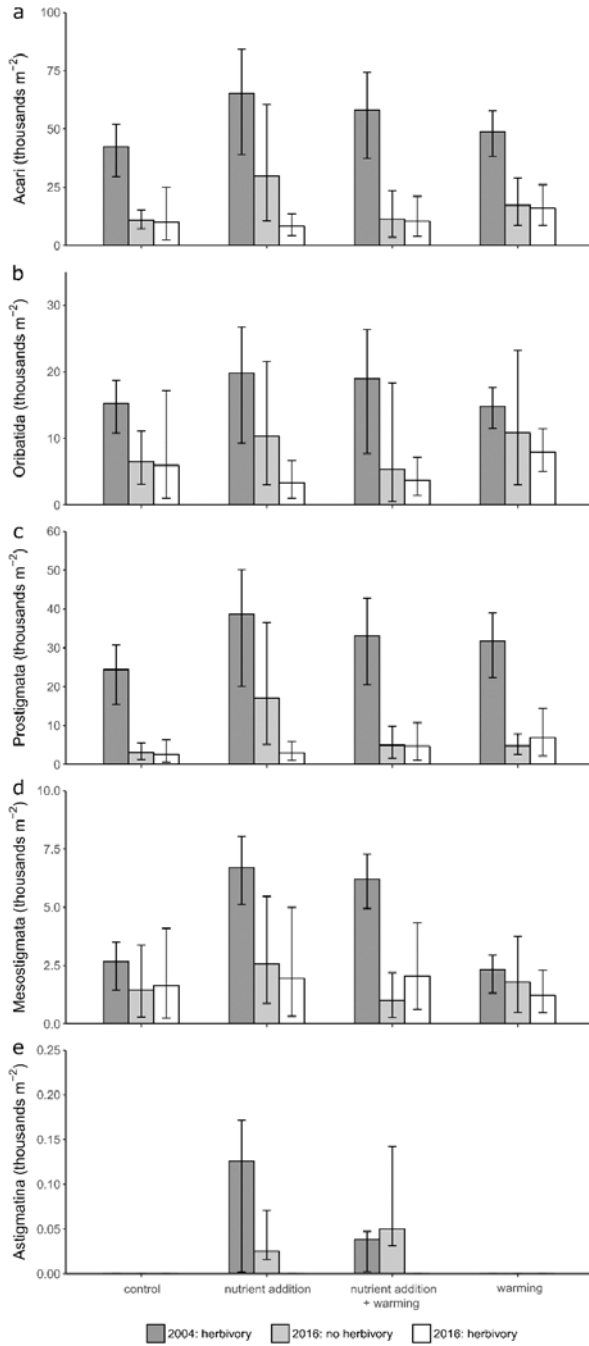 a
Acari (thousands m⁻²)
100
75
50
25
0
b
Oribatida (thousands m⁻²)
30
20
10
0
c
Prostigmata (thousands m⁻²)
60
50
40
30
20
10
0
d
Mesostigmata (thousands m⁻²)
10.0
7.5
5.0
2.5
0.0
e
Astigmatina (thousands m⁻²)
0.25
0.20
0.15
0.10
0.05
0.00
control
nutrient addition
nutrient addition
+ warming
warming
2004: herbivory
2016: no herbivory
2016: herbivory